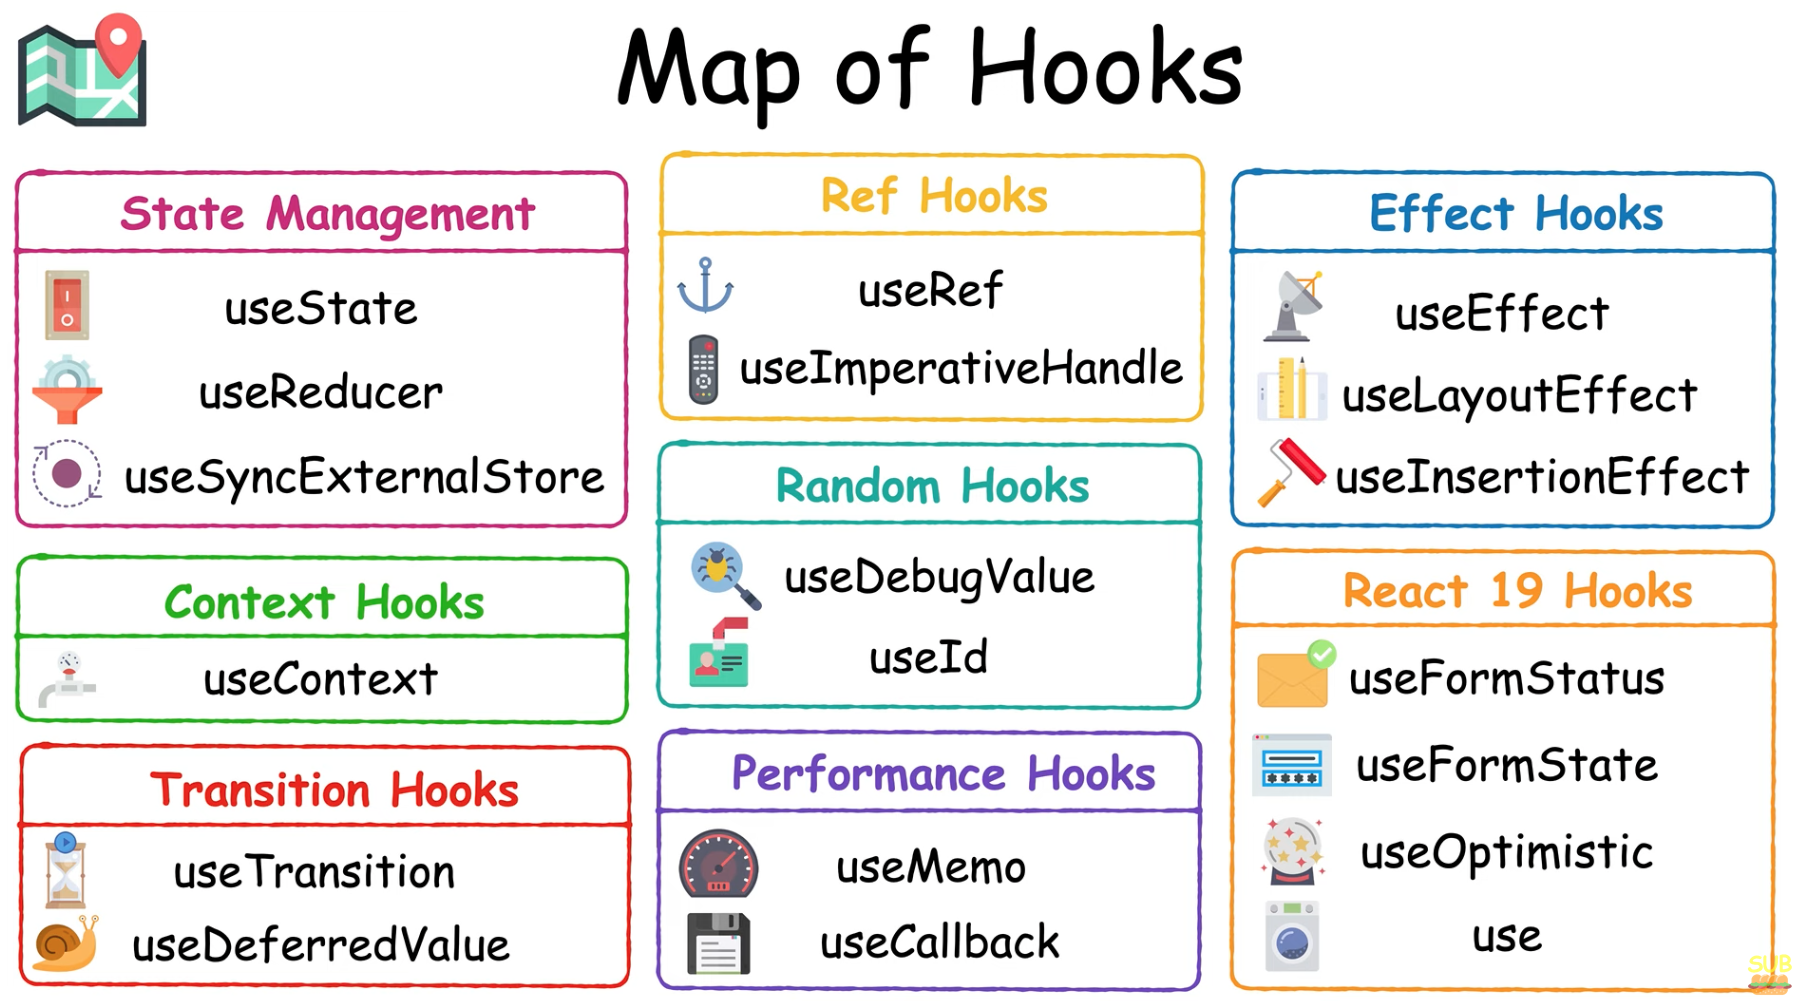 Map of Hooks
State Management
useState
useReducer
useSyncExternalStore
Context Hooks
useContext
Transition Hooks
useTransition
useDeferredValue
Ref Hooks
useRef
useImperativeHandle
Random Hooks
useDebugValue
useId
Performance Hooks
useMemo
useCallback
Effect Hooks
useEffect
useLayoutEffect
useInsertionEffect
React 19 Hooks
useFormStatus
useFormState
useOptimistic
use
SUB